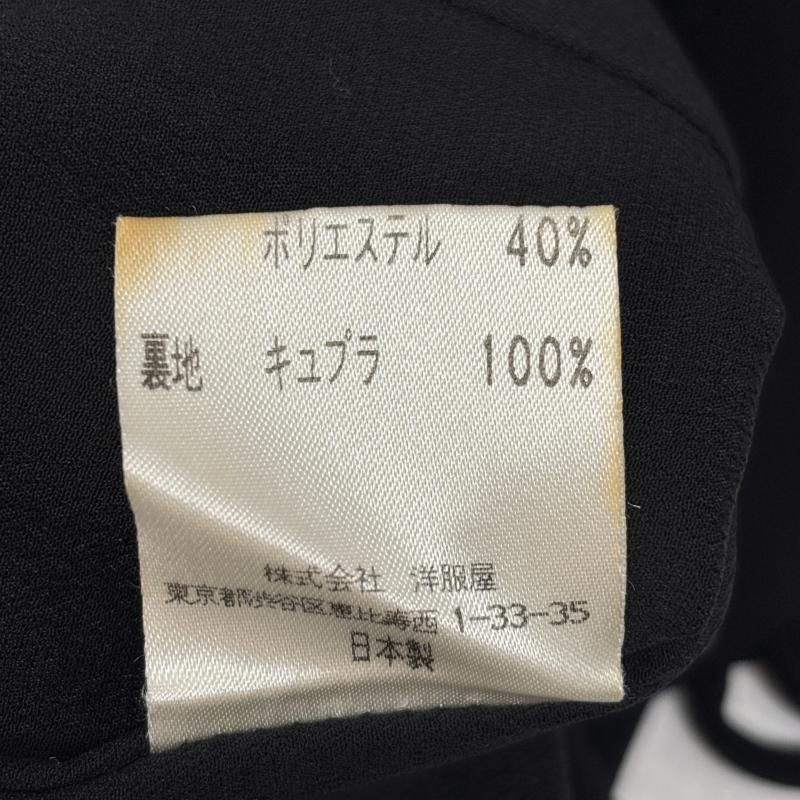 ポリエステル 40%
裏地 キュプラ 100%
株式会社 洋服屋
東京都渋谷区恵比寿西 1-33-35
日本製